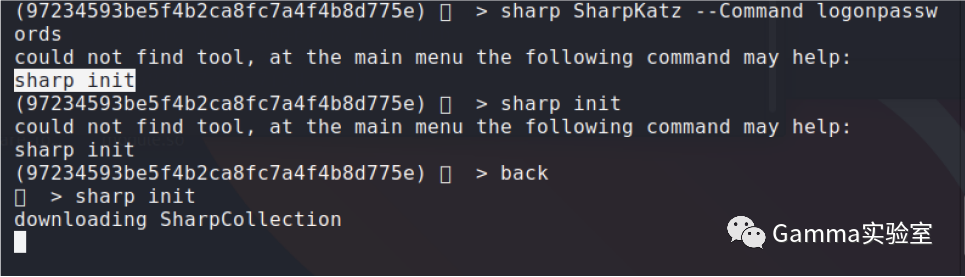 (97234593be5f4b2ca8fc7a4f4b8d775e) > sharp SharpKatz --Command logonpassw
ords
could not find tool, at the main menu the following command may help:
sharp init
(97234593be5f4b2ca8fc7a4f4b8d775e) > sharp init
could not find tool, at the main menu the following command may help:
sharp init
(97234593be5f4b2ca8fc7a4f4b8d775e) > back
> sharp init
downloading SharpCollection
Gamma实验室